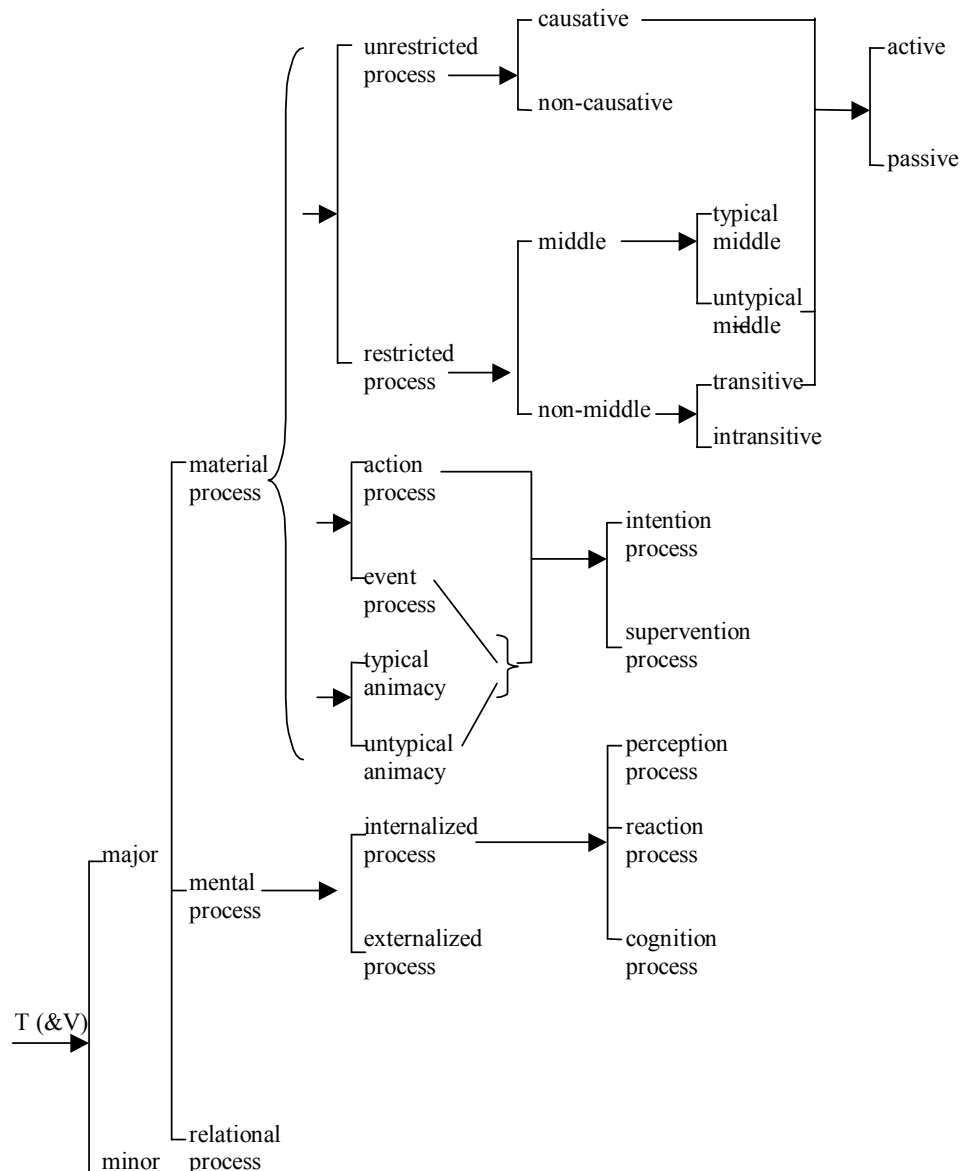 causative
unrestricted
process
active
non-causative
passive
typical
middle
middle
untypical
middle
restricted
process
transitive
non-middle
intransitive
material
process
action
process
intention
process
event
process
supervention
process
typical
animacy
untypical
animacy
perception
process
internalized
process
reaction
process
major
mental
process
externalized
process
cognition
process
T (&V)
relational
process
minor